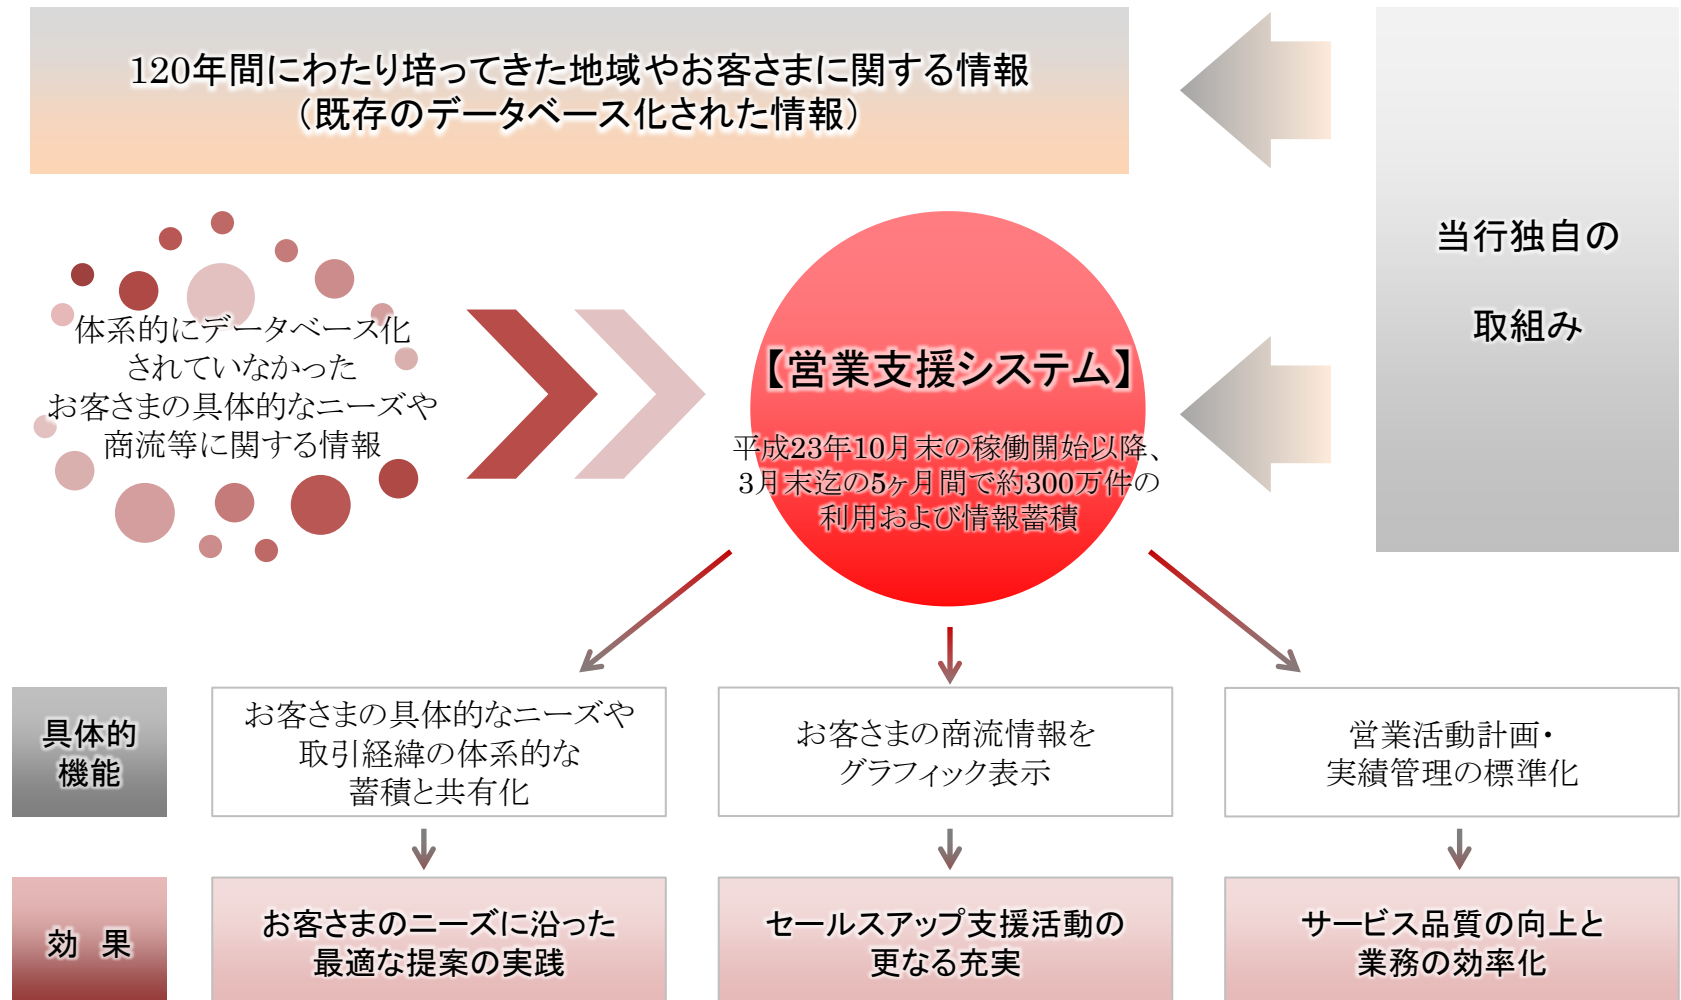 120年間にわたり培ってきた地域やお客さまに関する情報
（既存のデータベース化された情報）
当行独自の
取組み
体系的にデータベース化
されていなかった
お客さまの具体的なニーズや
商流等に関する情報
【営業支援システム】
平成23年10月末の稼働開始以降、
3月末迄の5ヶ月間で約300万件の
利用および情報蓄積
具体的
機能
お客さまの具体的なニーズや
取引経緯の体系的な
蓄積と共有化
お客さまの商流情報を
グラフィック表示
営業活動計画・
実績管理の標準化
効　果
お客さまのニーズに沿った
最適な提案の実践
セールスアップ支援活動の
更なる充実
サービス品質の向上と
業務の効率化